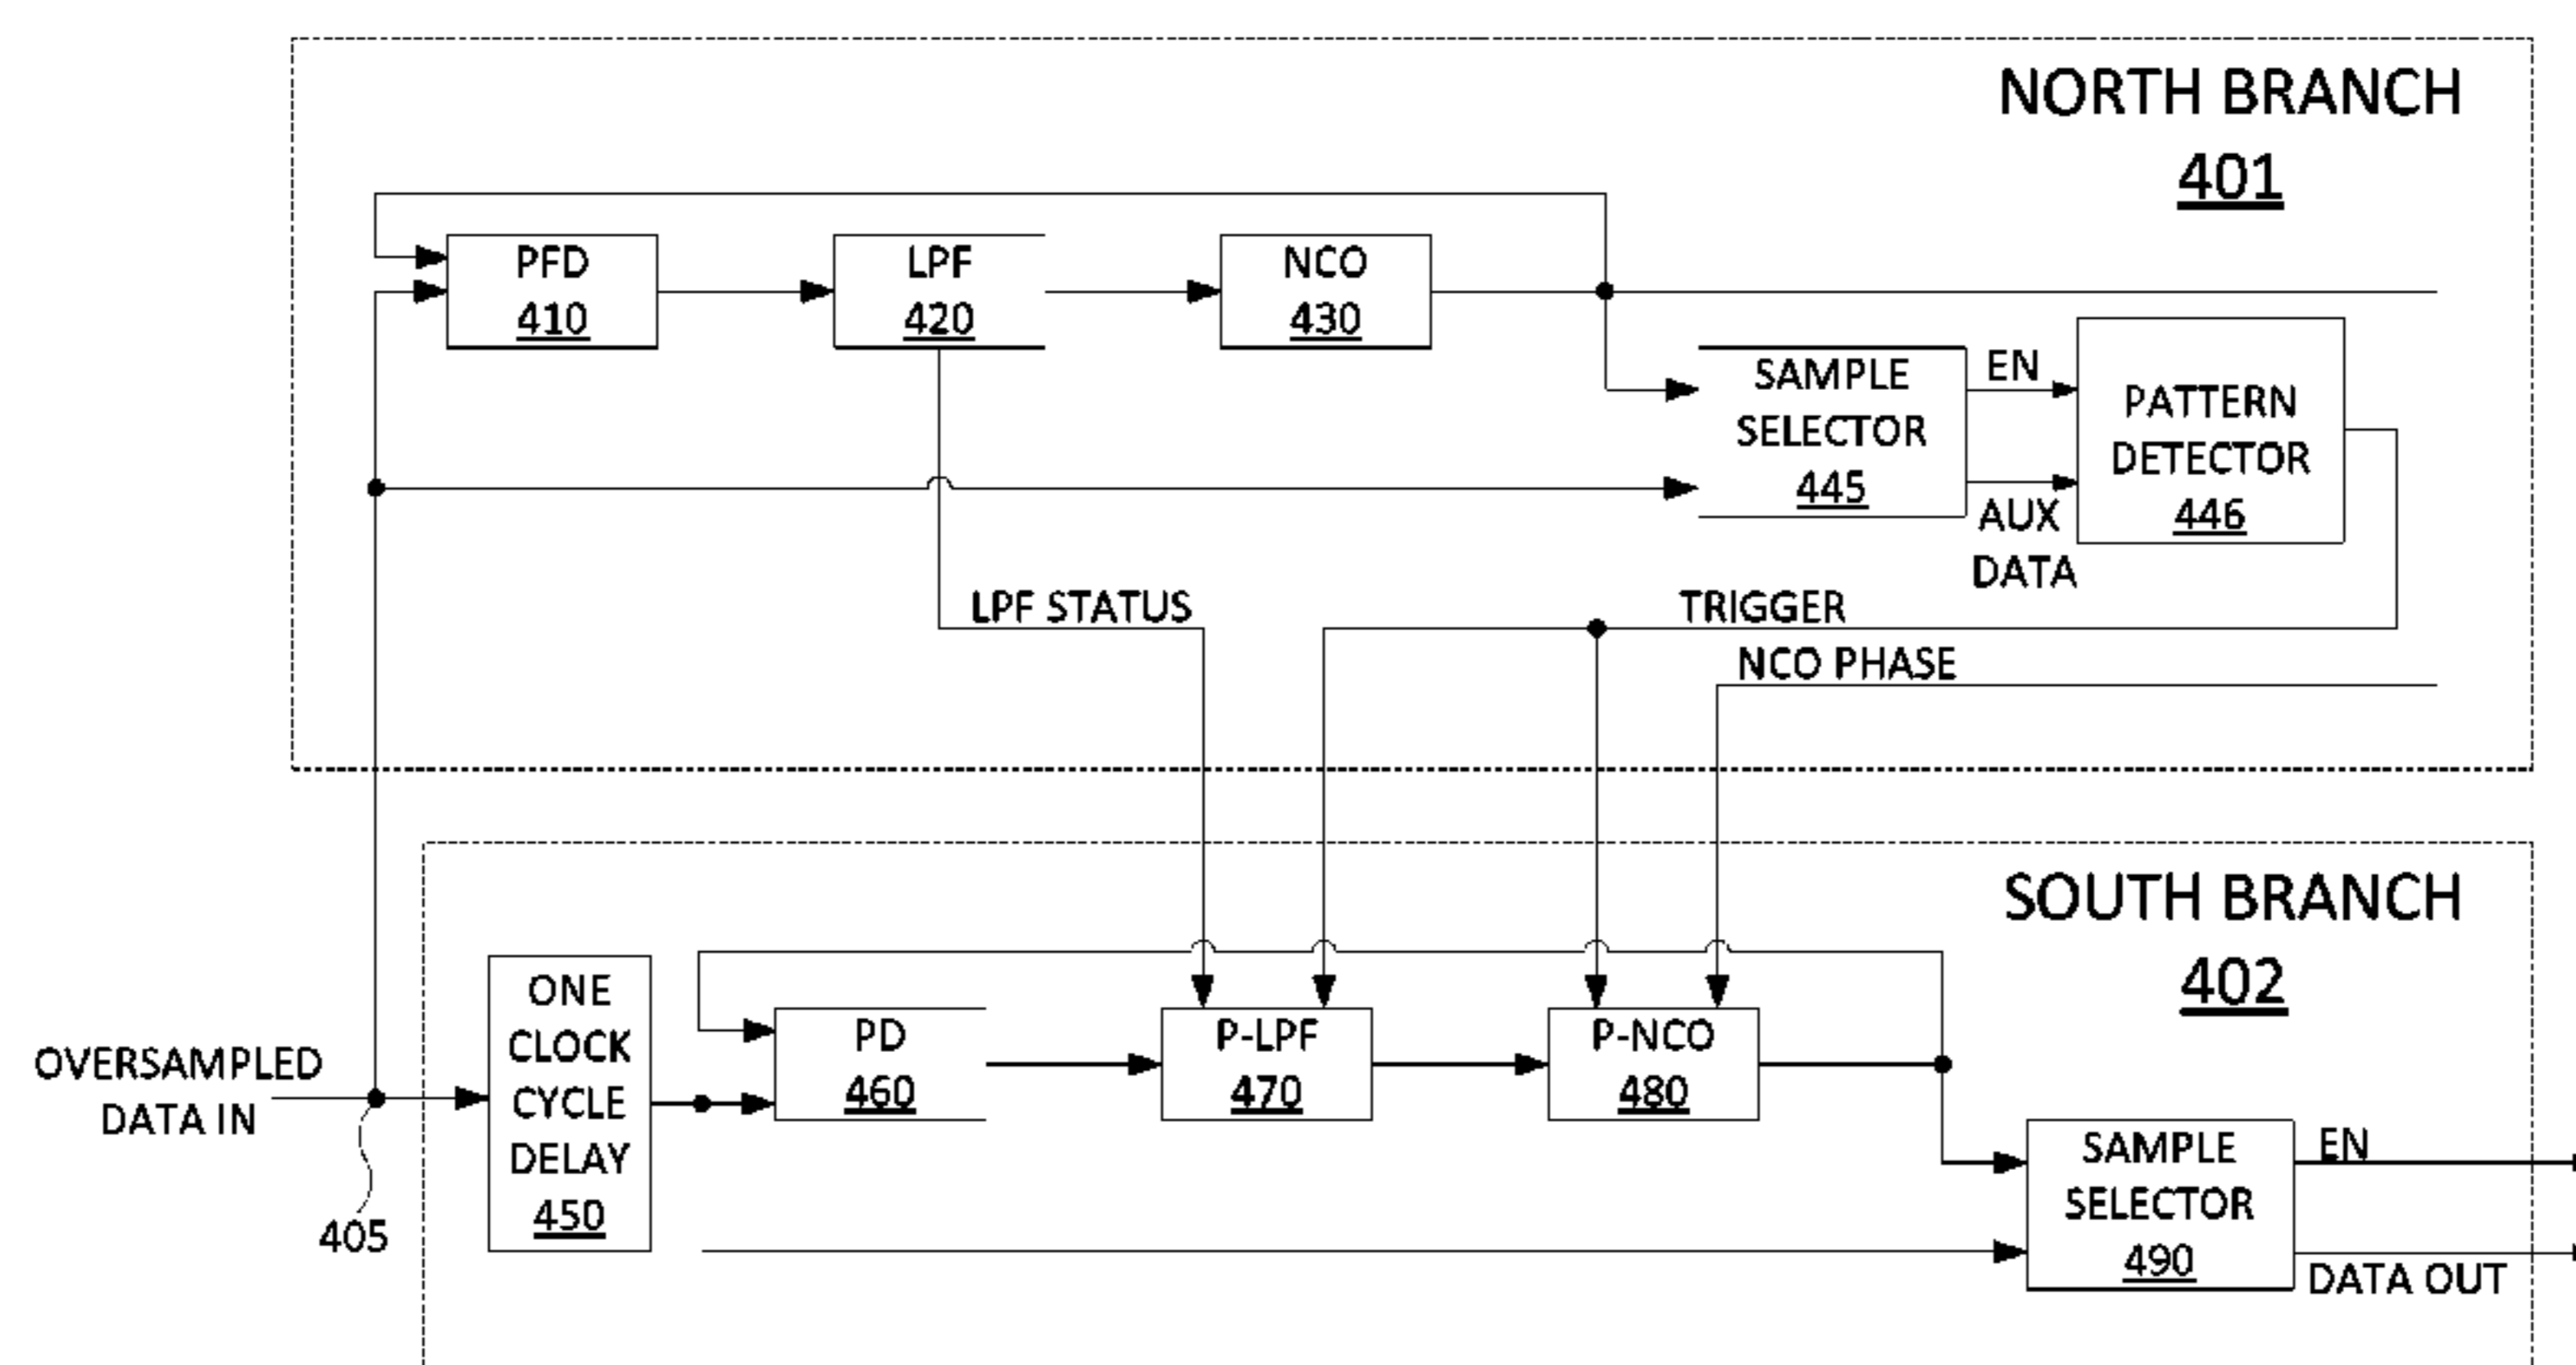 NORTH BRANCH
401
PFD
410
LPF
420
NCO
430
SAMPLE
SELECTOR
445
EN
AUX
DATA
PATTERN
DETECTOR
446
LPF STATUS
TRIGGER
NCO PHASE
SOUTH BRANCH
402
OVERSAMPLED
DATA IN
405
ONE
CLOCK
CYCLE
DELAY
450
PD
460
P-LPF
470
P-NCO
480
SAMPLE
SELECTOR
490
EN
DATA OUT